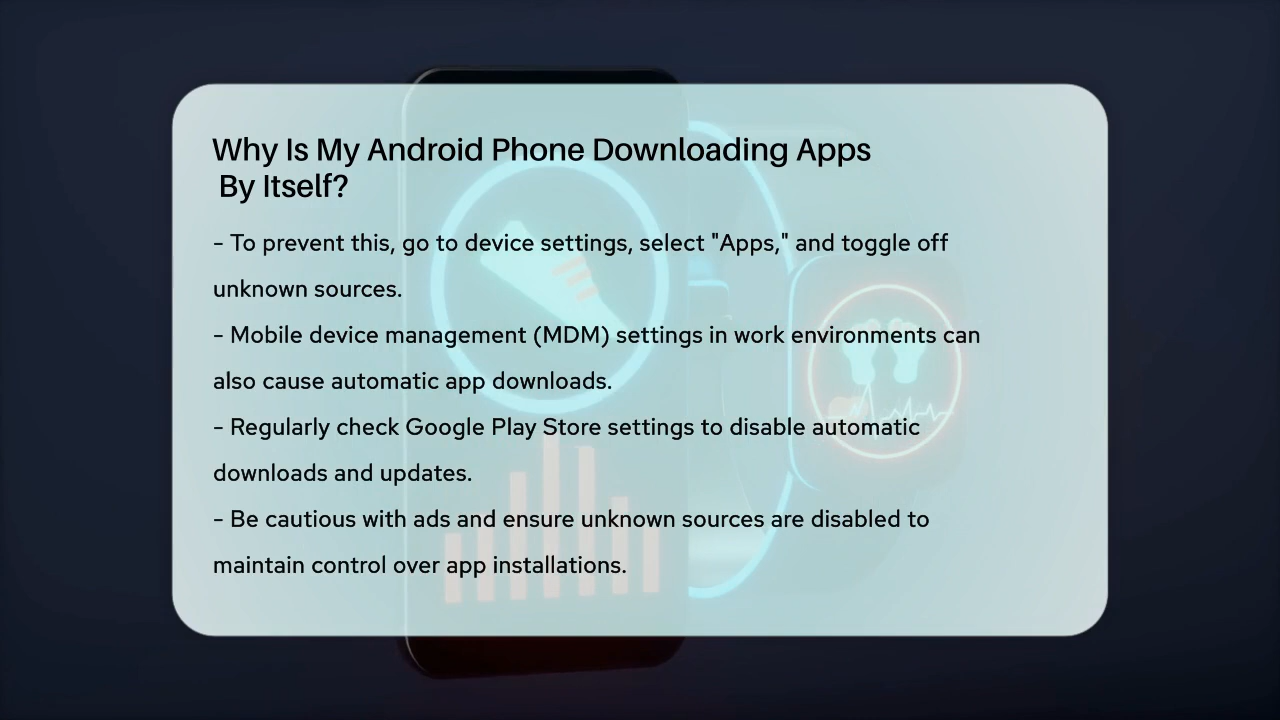 Why Is My Android Phone Downloading Apps
By Itself?
- To prevent this, go to device settings, select "Apps," and toggle off
unknown sources.
- Mobile device management (MDM) settings in work environments can
also cause automatic app downloads.
- Regularly check Google Play Store settings to disable automatic
downloads and updates.
- Be cautious with ads and ensure unknown sources are disabled to
maintain control over app installations.